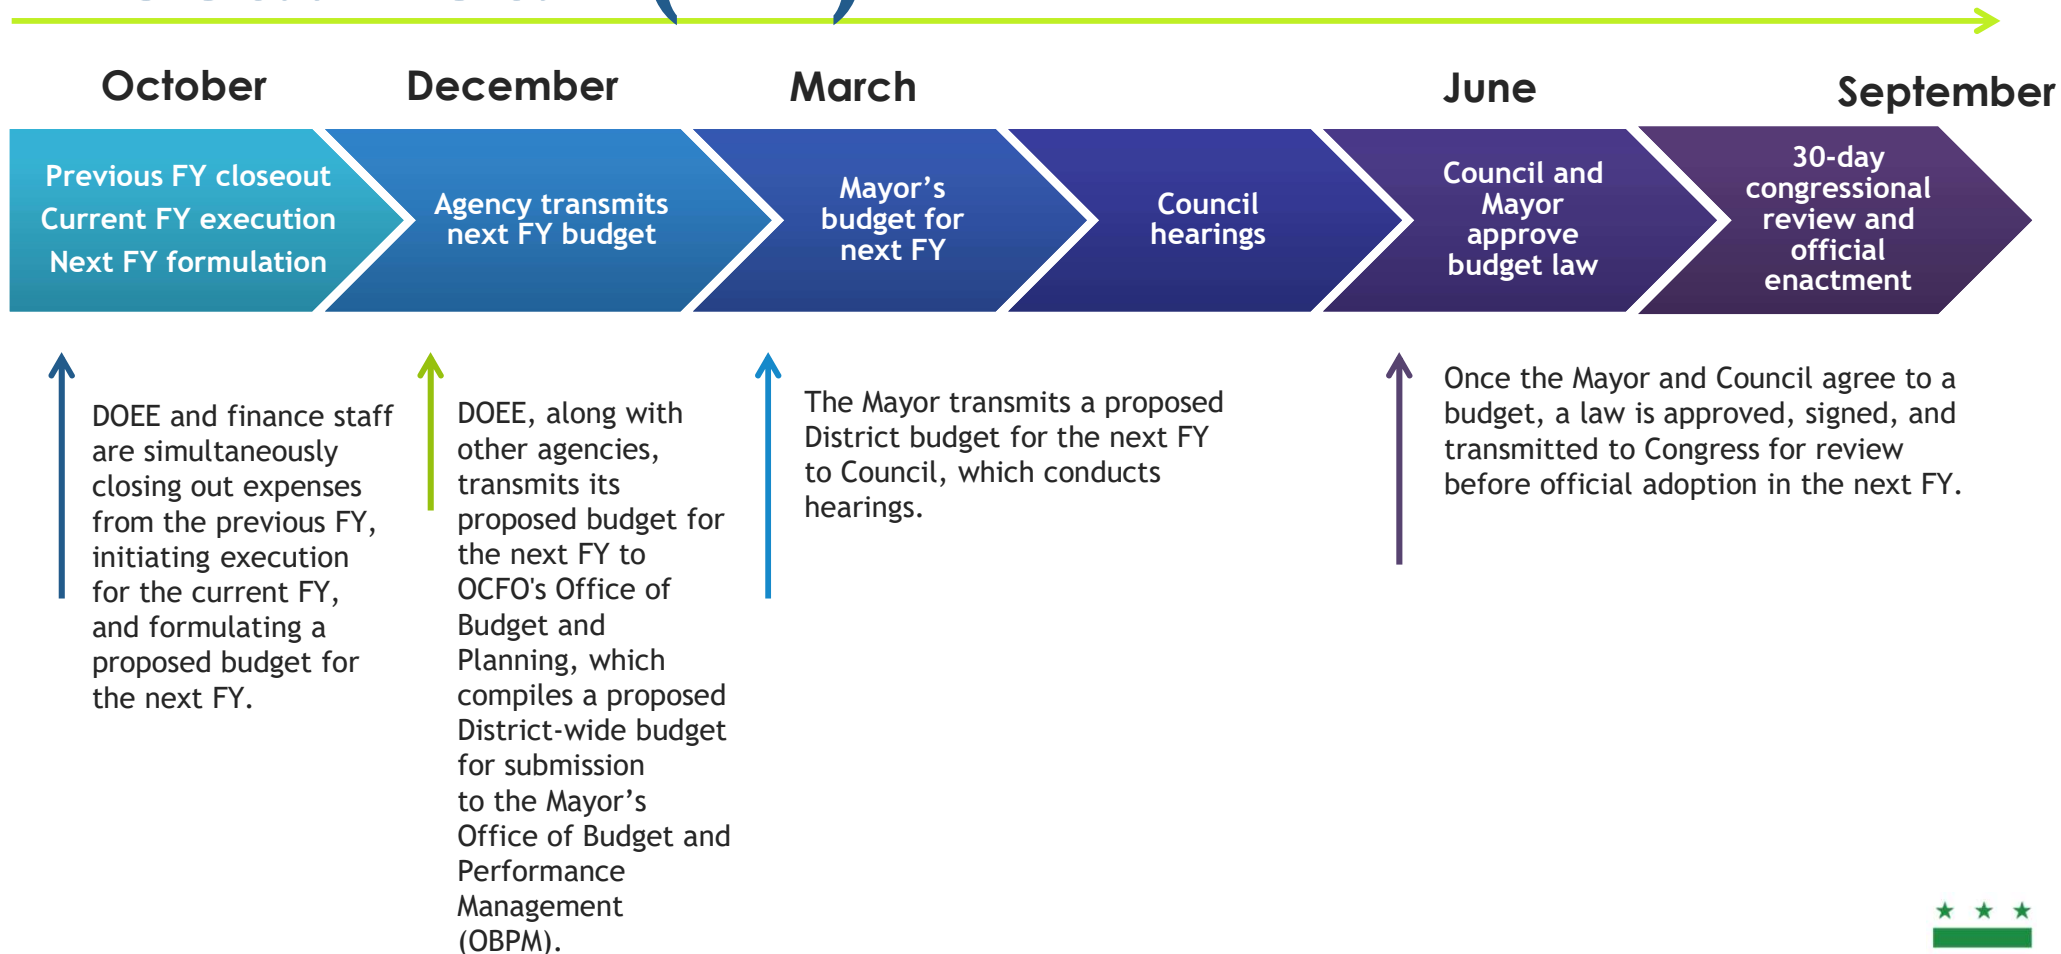 October
December
March
June
September
Previous FY closeout
Current FY execution
Next FY formulation
Agency transmits
next FY budget
Mayor’s
budget for
next FY
Council
hearings
Council and
Mayor
approve
budget law
30-day
congressional
review and
official
enactment
DOEE and finance staff
are simultaneously
closing out expenses
from the previous FY,
initiating execution
for the current FY,
and formulating a
proposed budget for
the next FY.
DOEE, along with
other agencies,
transmits its
proposed budget for
the next FY to
OCFO's Office of
Budget and
Planning, which
compiles a proposed
District-wide budget
for submission
to the Mayor’s
Office of Budget and
Performance
Management
(OBPM).
The Mayor transmits a proposed
District budget for the next FY
to Council, which conducts
hearings.
Once the Mayor and Council agree to a
budget, a law is approved, signed, and
transmitted to Congress for review
before official adoption in the next FY.